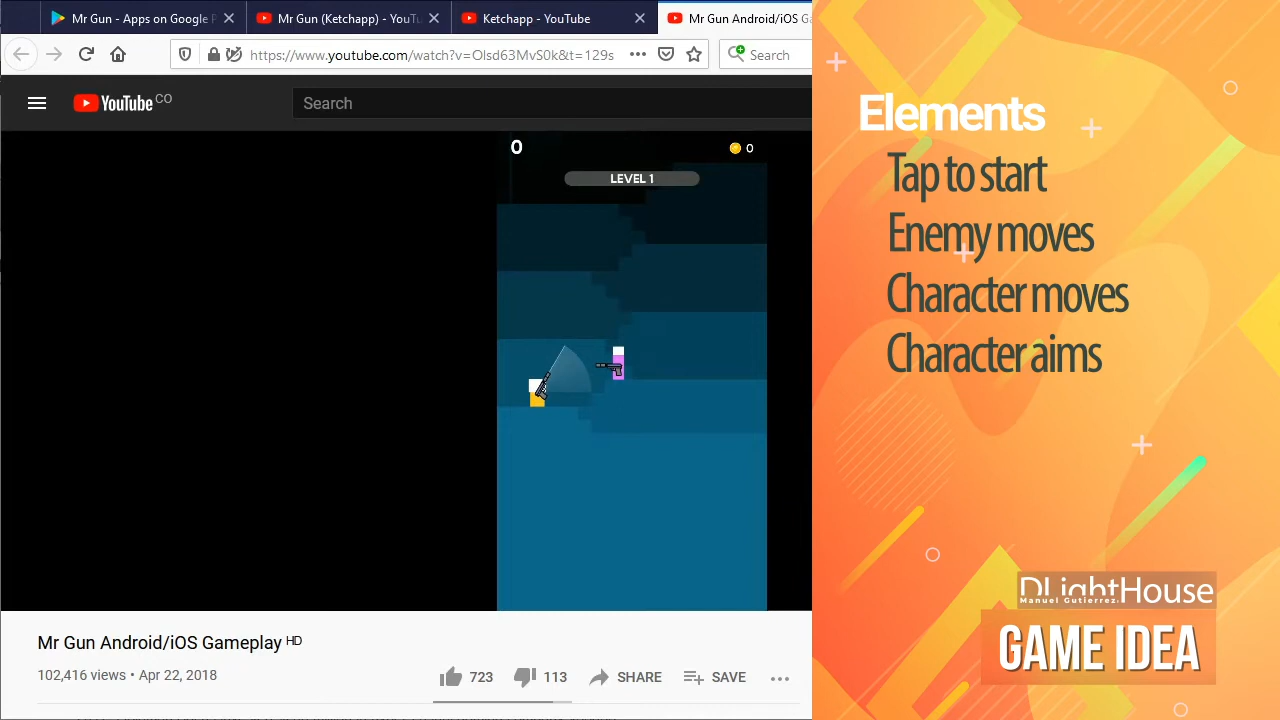 Mr Gun - Apps on Google P
Mr Gun (Ketchapp) - YouTu
Ketchapp - YouTube
Mr Gun Android/iOS Ga
https://www.youtube.com/watch?v=OIsd63MvS0k&t=129s
Search
YouTube CO
Search
0
0
LEVEL 1
Mr Gun Android/iOS Gameplay HD
102,416 views • Apr 22, 2018
723
113
SHARE
SAVE
Elements
Tap to start
Enemy moves
Character moves
Character aims
DLightHouse
Manuel Gutierrez
GAME IDEA